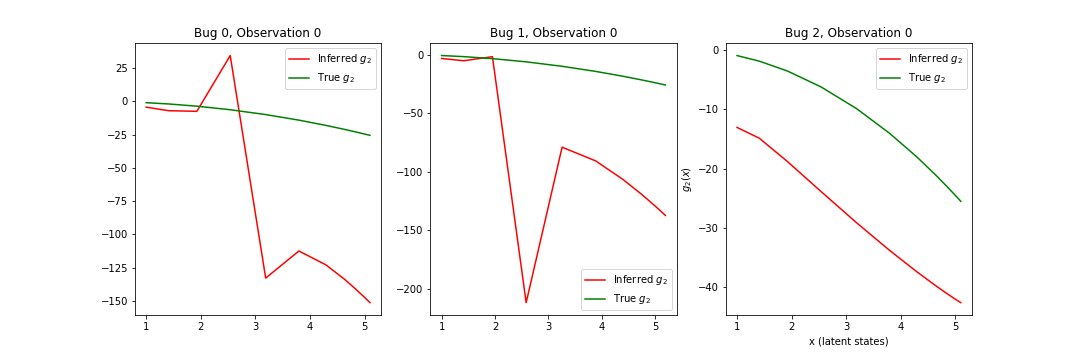 Bug 0, Observation 0
Inferred g₂
True g₂
25
0
−25
−50
−75
−100
−125
−150
1 2 3 4 5
Bug 1, Observation 0
0
−50
−100
−150
−200
Inferred g₂
True g₂
1 2 3 4 5
Bug 2, Observation 0
Inferred g₂
True g₂
g₂(x)
0
−10
−20
−30
−40
1 2 3 4 5
x (latent states)